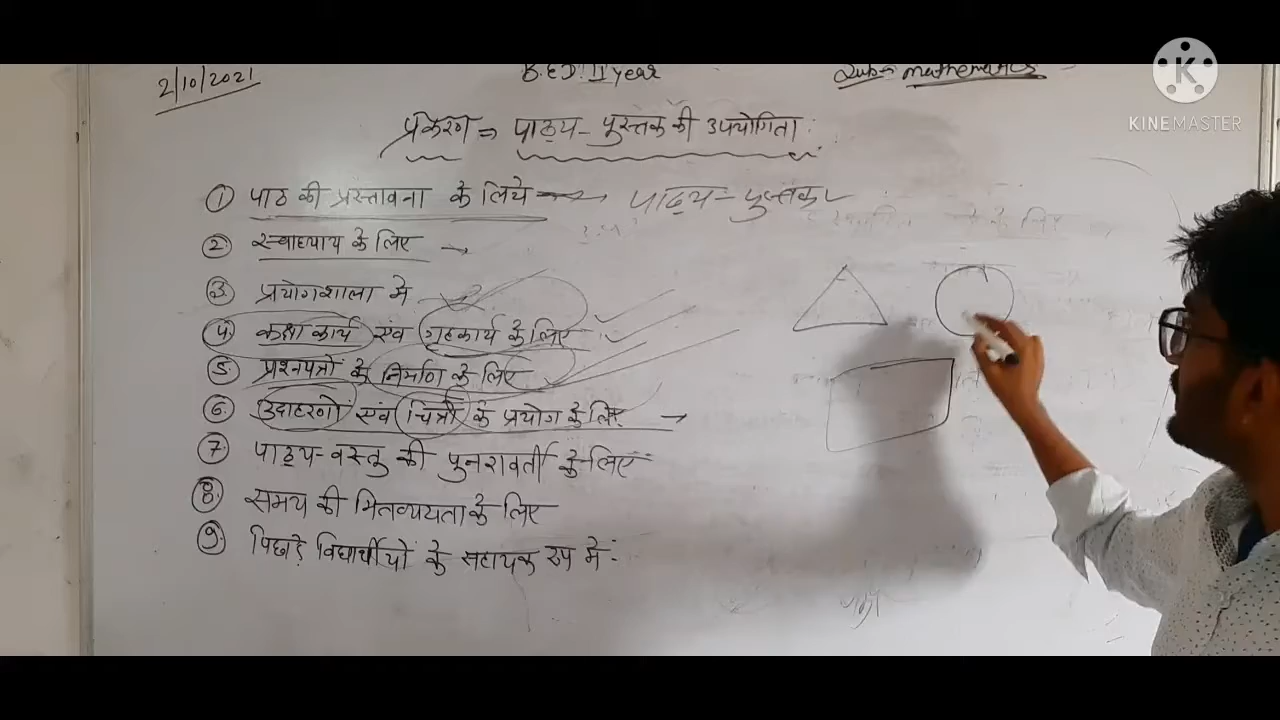 2/10/2021 B.ED. II year Sub:- mathematics
KINEMASTER
प्रकरण => पाठ्य-पुस्तक की उपयोगिता:
① पाठ की प्रस्तावना के लिये → पाठ्य-पुस्तक
② स्वाध्याय के लिए →
③ प्रयोगशाला मे
④ कक्षा कार्य एंव गृहकार्य के लिए
⑤ प्रश्नपत्रों के निर्माण के लिए
⑥ उदाहरणों एंव चित्रों के प्रयोग के लिए →
⑦ पाठ्य-वस्तु की पुनरावर्ती के लिए
⑧ समय की मितव्ययता के लिए
⑨ पिछड़े विद्यार्थीयों के सहायक रूप में: